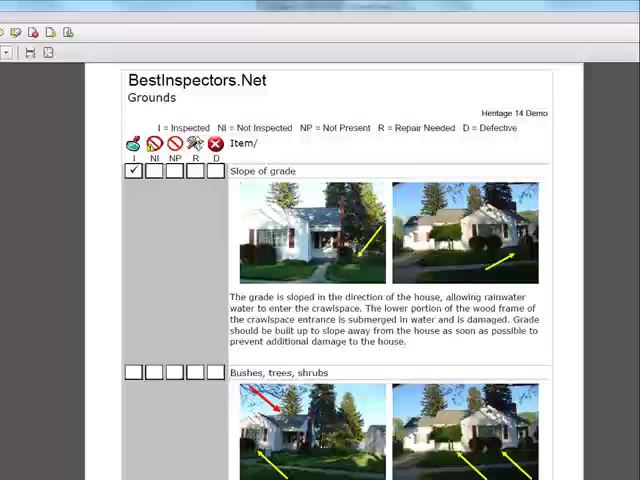 BestInspectors.Net
Grounds
Heritage 14 Demo
I = Inspected NI = Not Inspected NP = Not Present R = Repair Needed D = Defective
Item/
I NI NP R D
Slope of grade
The grade is sloped in the direction of the house, allowing rainwater
water to enter the crawlspace. The lower portion of the wood frame of
the crawlspace entrance is submerged in water and is damaged. Grade
should be built up to slope away from the house as soon as possible to
prevent additional damage to the house.
Bushes, trees, shrubs